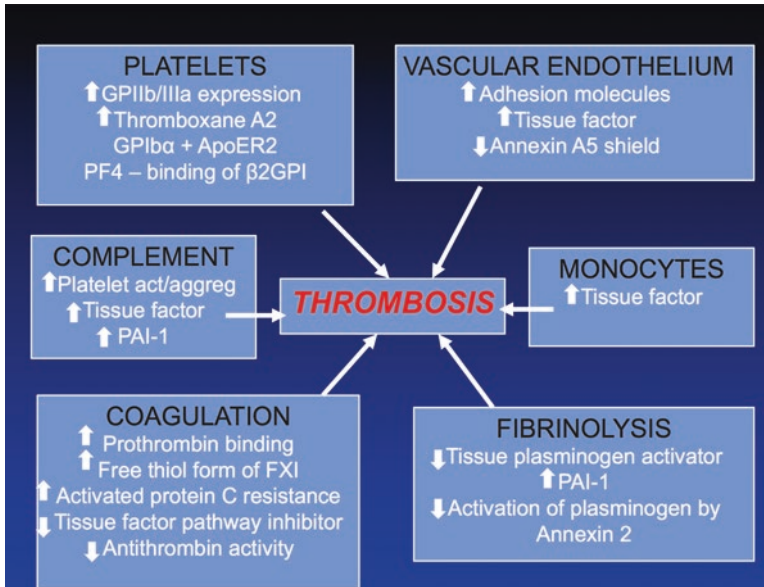 PLATELETS
⬆GPIIb/IIIa expression
⬆Thromboxane A2
GPIbα + ApoER2
PF4 – binding of β2GPI
VASCULAR ENDOTHELIUM
⬆Adhesion molecules
⬆Tissue factor
⬇Annexin A5 shield
COMPLEMENT
⬆Platelet act/aggreg
⬆Tissue factor
⬆ PAI-1
THROMBOSIS
MONOCYTES
⬆Tissue factor
COAGULATION
⬆ Prothrombin binding
⬆ Free thiol form of FXI
⬆ Activated protein C resistance
⬇ Tissue factor pathway inhibitor
⬇ Antithrombin activity
FIBRINOLYSIS
⬇Tissue plasminogen activator
⬆ PAI-1
⬇Activation of plasminogen by
Annexin 2